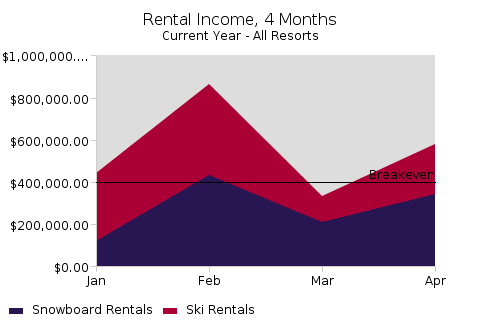 Rental Income, 4 Months
Current Year - All Resorts
$1,000,000....
$800,000.00
$600,000.00
$400,000.00
$200,000.00
$0.00
Breakeven
Jan Feb Mar Apr
Snowboard Rentals Ski Rentals